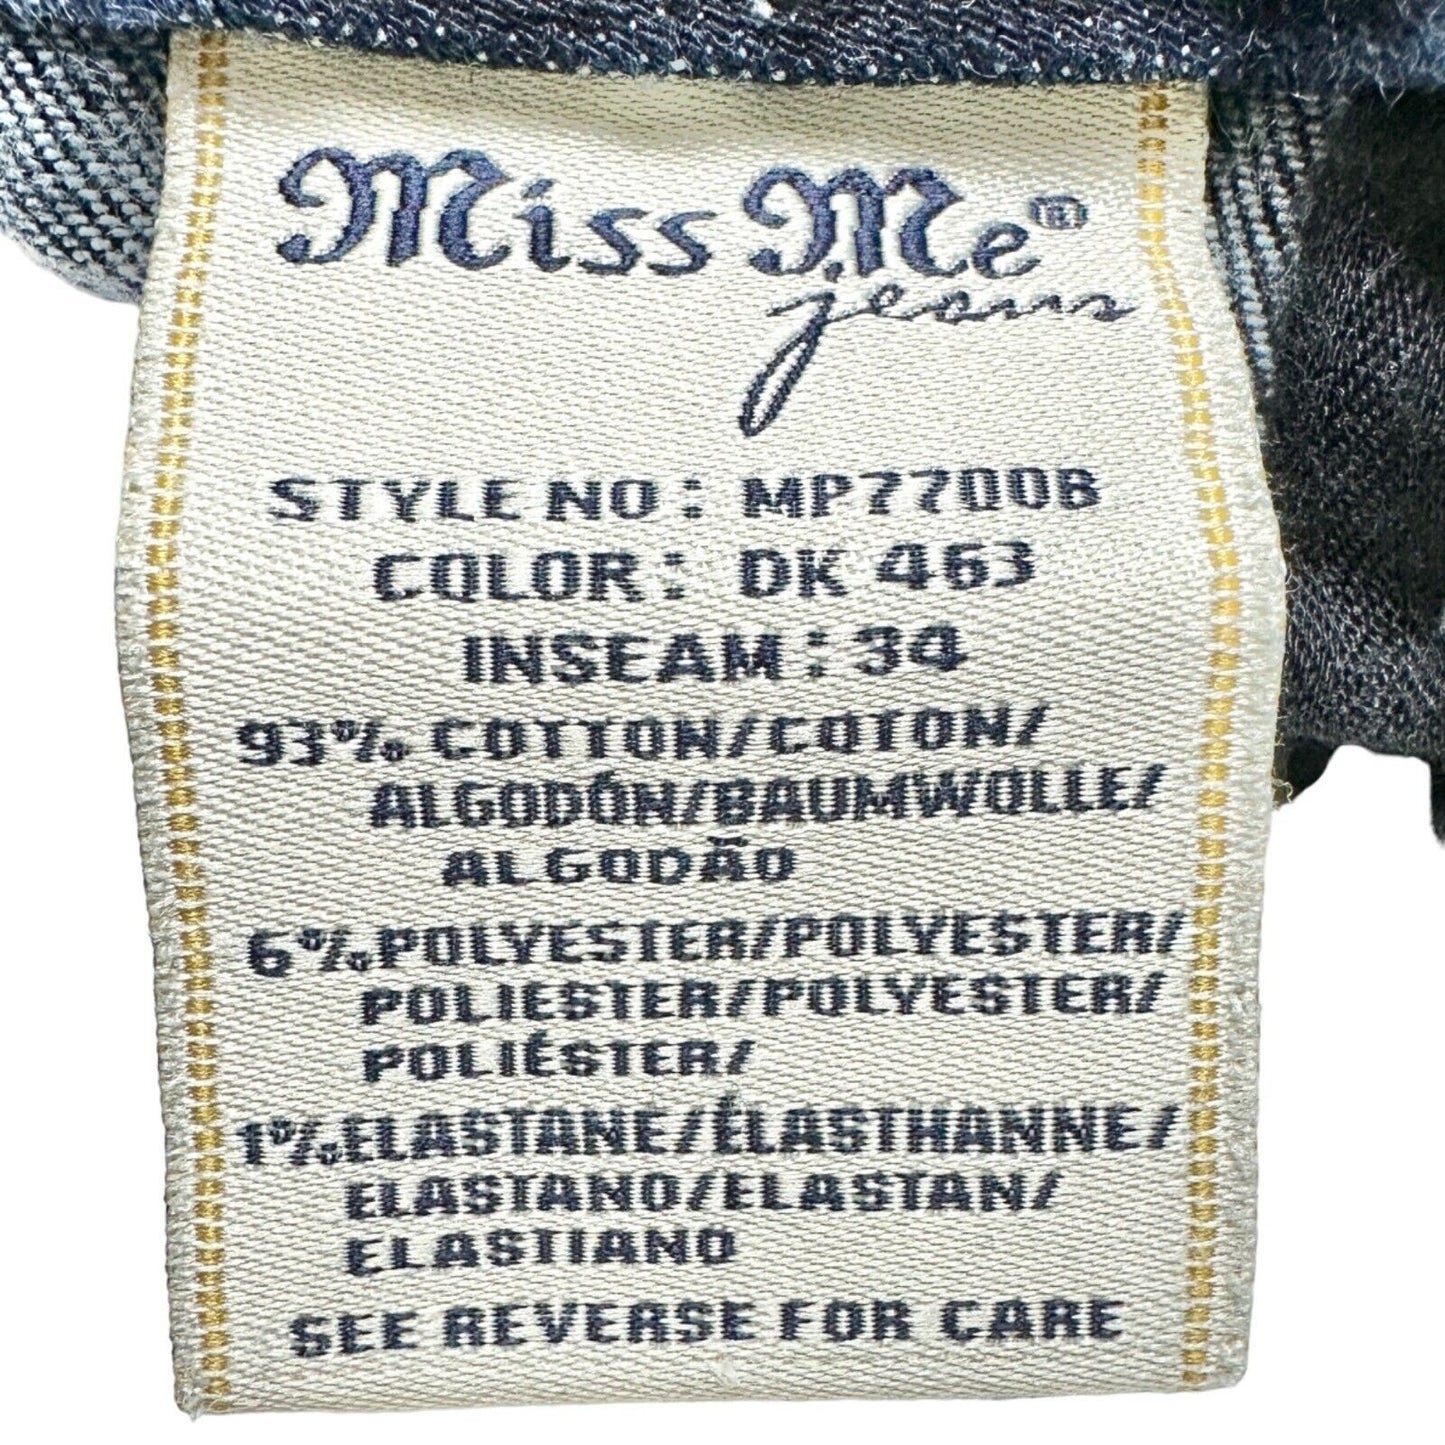 Miss Me®
jeans
STYLE NO: MP7700B
COLOR: DK 463
INSEAM: 34
93% COTTON/COTON/
ALGODÓN/BAUMWOLLE/
ALGODÃO
6% POLYESTER/POLYESTER/
POLIESTER/POLYESTER/
POLIÉSTER/
1% ELASTANE/ÉLASTHANNE/
ELASTANO/ELASTAN/
ELASTIANO
SEE REVERSE FOR CARE